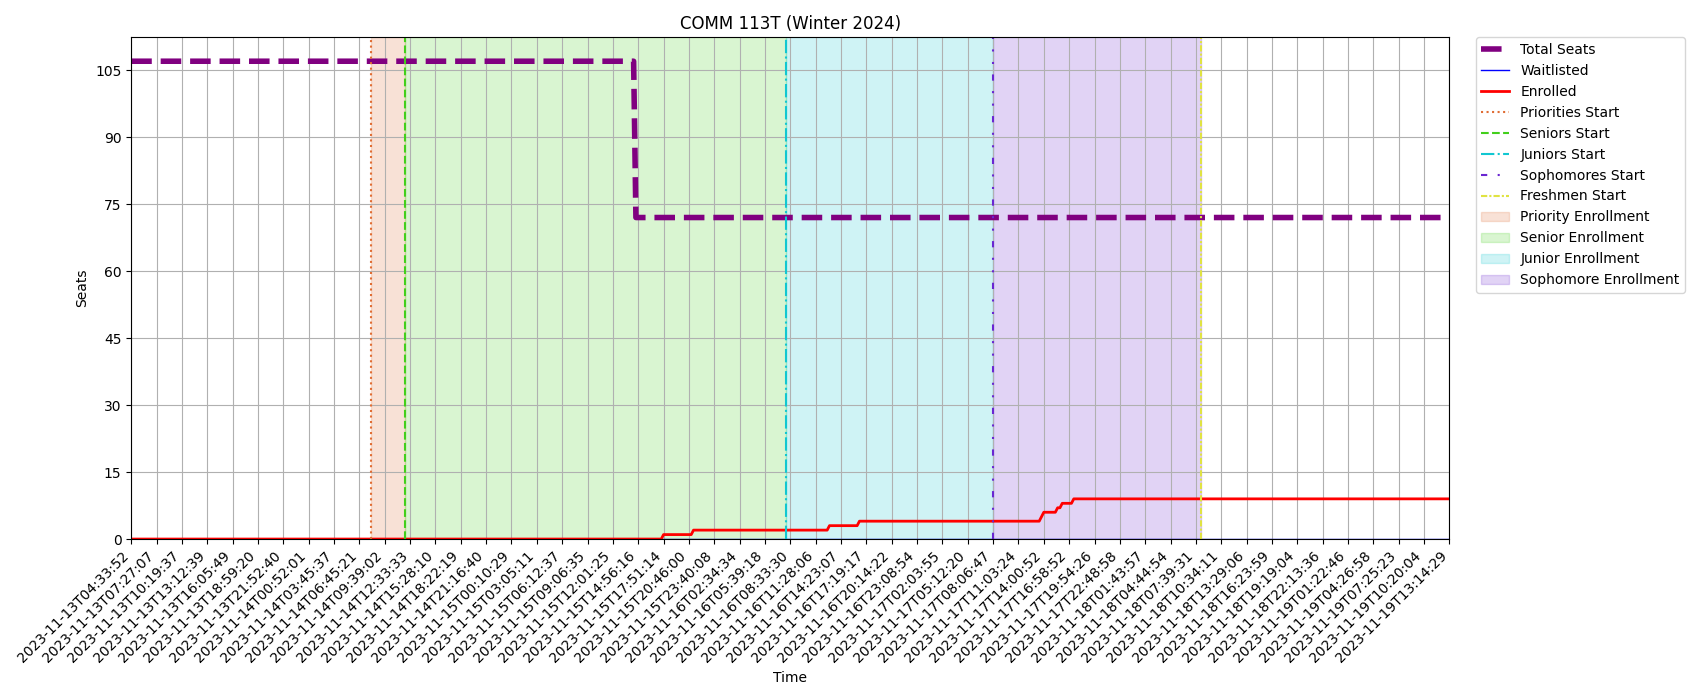 COMM 113T (Winter 2024)
Seats
105
90
75
60
45
30
15
0
2023-11-13T04:33:52
2023-11-13T07:27:07
2023-11-13T10:19:37
2023-11-13T13:12:39
2023-11-13T16:05:49
2023-11-13T18:59:20
2023-11-13T21:52:40
2023-11-14T00:52:01
2023-11-14T03:45:37
2023-11-14T06:45:21
2023-11-14T09:39:02
2023-11-14T12:33:33
2023-11-14T15:28:10
2023-11-14T18:22:19
2023-11-14T21:16:40
2023-11-15T00:10:29
2023-11-15T03:05:11
2023-11-15T06:12:37
2023-11-15T09:06:35
2023-11-15T12:01:25
2023-11-15T14:56:16
2023-11-15T17:51:14
2023-11-15T20:46:00
2023-11-15T23:40:08
2023-11-16T02:34:34
2023-11-16T05:39:18
2023-11-16T08:33:30
2023-11-16T11:28:06
2023-11-16T14:23:07
2023-11-16T17:19:17
2023-11-16T20:14:22
2023-11-16T23:08:54
2023-11-17T02:03:55
2023-11-17T05:12:20
2023-11-17T08:06:47
2023-11-17T11:03:24
2023-11-17T14:00:52
2023-11-17T16:58:52
2023-11-17T19:54:26
2023-11-17T22:48:58
2023-11-18T01:43:57
2023-11-18T04:44:54
2023-11-18T07:39:31
2023-11-18T10:34:11
2023-11-18T13:29:06
2023-11-18T16:23:59
2023-11-18T19:19:04
2023-11-18T22:13:36
2023-11-19T01:22:46
2023-11-19T04:26:58
2023-11-19T07:25:23
2023-11-19T10:20:04
2023-11-19T13:14:29
Time
Total Seats
Waitlisted
Enrolled
Priorities Start
Seniors Start
Juniors Start
Sophomores Start
Freshmen Start
Priority Enrollment
Senior Enrollment
Junior Enrollment
Sophomore Enrollment